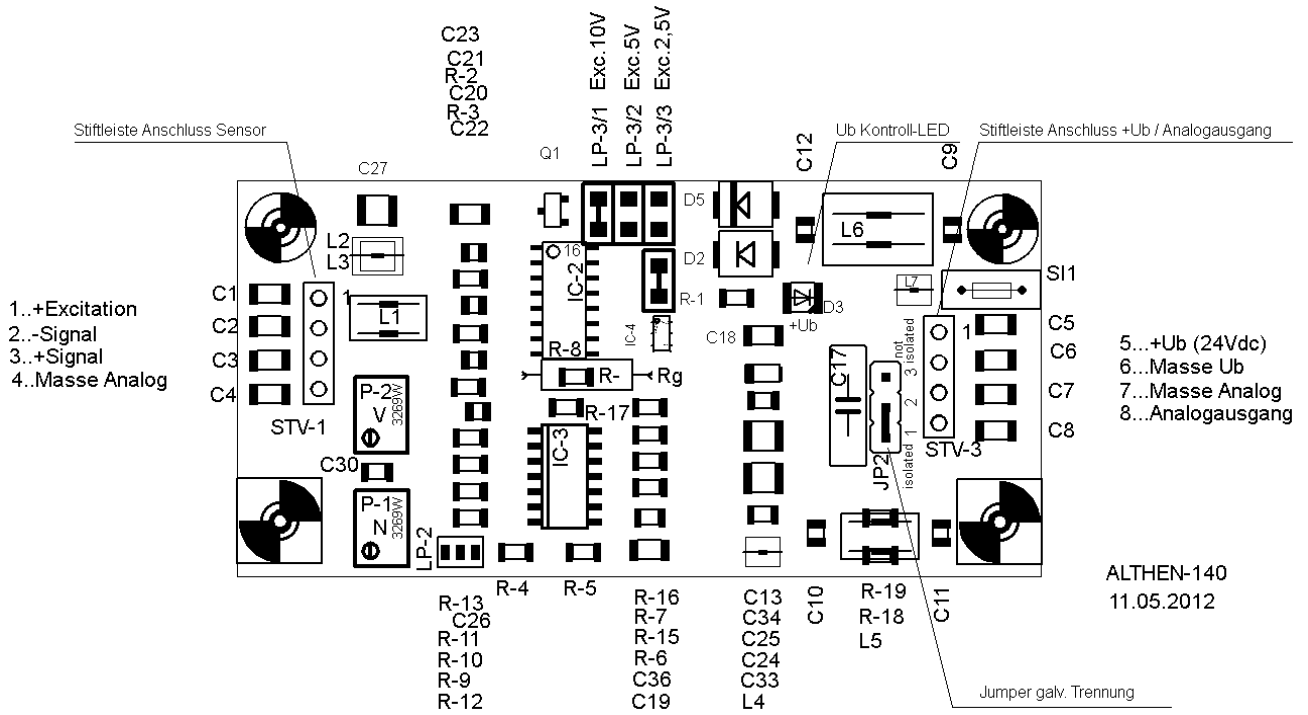 C23
C21
R-2
C20
R-3
C22
LP-3/1 Exc.10V
LP-3/2 Exc.5V
LP-3/3 Exc.2,5V
Stiftleiste Anschluss Sensor
Ub Kontroll-LED
Stiftleiste Anschluss +Ub / Analogausgang
Q1
C12
C9
C27
D5
L6
L2
L3
16
IC-2
D2
L7
SI1
C1
1
L1
R-1
D3
+Ub
C5
1..+Excitation
2..-Signal
3..+Signal
4..Masse Analog
C2
C3
C4
IC-4
C18
C17
not
isolated
3
2
1
isolated
1
C6
C7
C8
5...+Ub (24Vdc)
6...Masse Ub
7...Masse Analog
8...Analogausgang
R-8
R-
Rg
P-2
V
3269W
R-17
STV-1
STV-3
JP2
IC-3
C30
P-1
N
3269W
LP-2
R-4
R-5
ALTHEN-140
11.05.2012
R-13
C26
R-11
R-10
R-9
R-12
R-16
R-7
R-15
R-6
C36
C19
C13
C34
C25
C24
C33
L4
C10
R-19
R-18
L5
C11
Jumper galv. Trennung